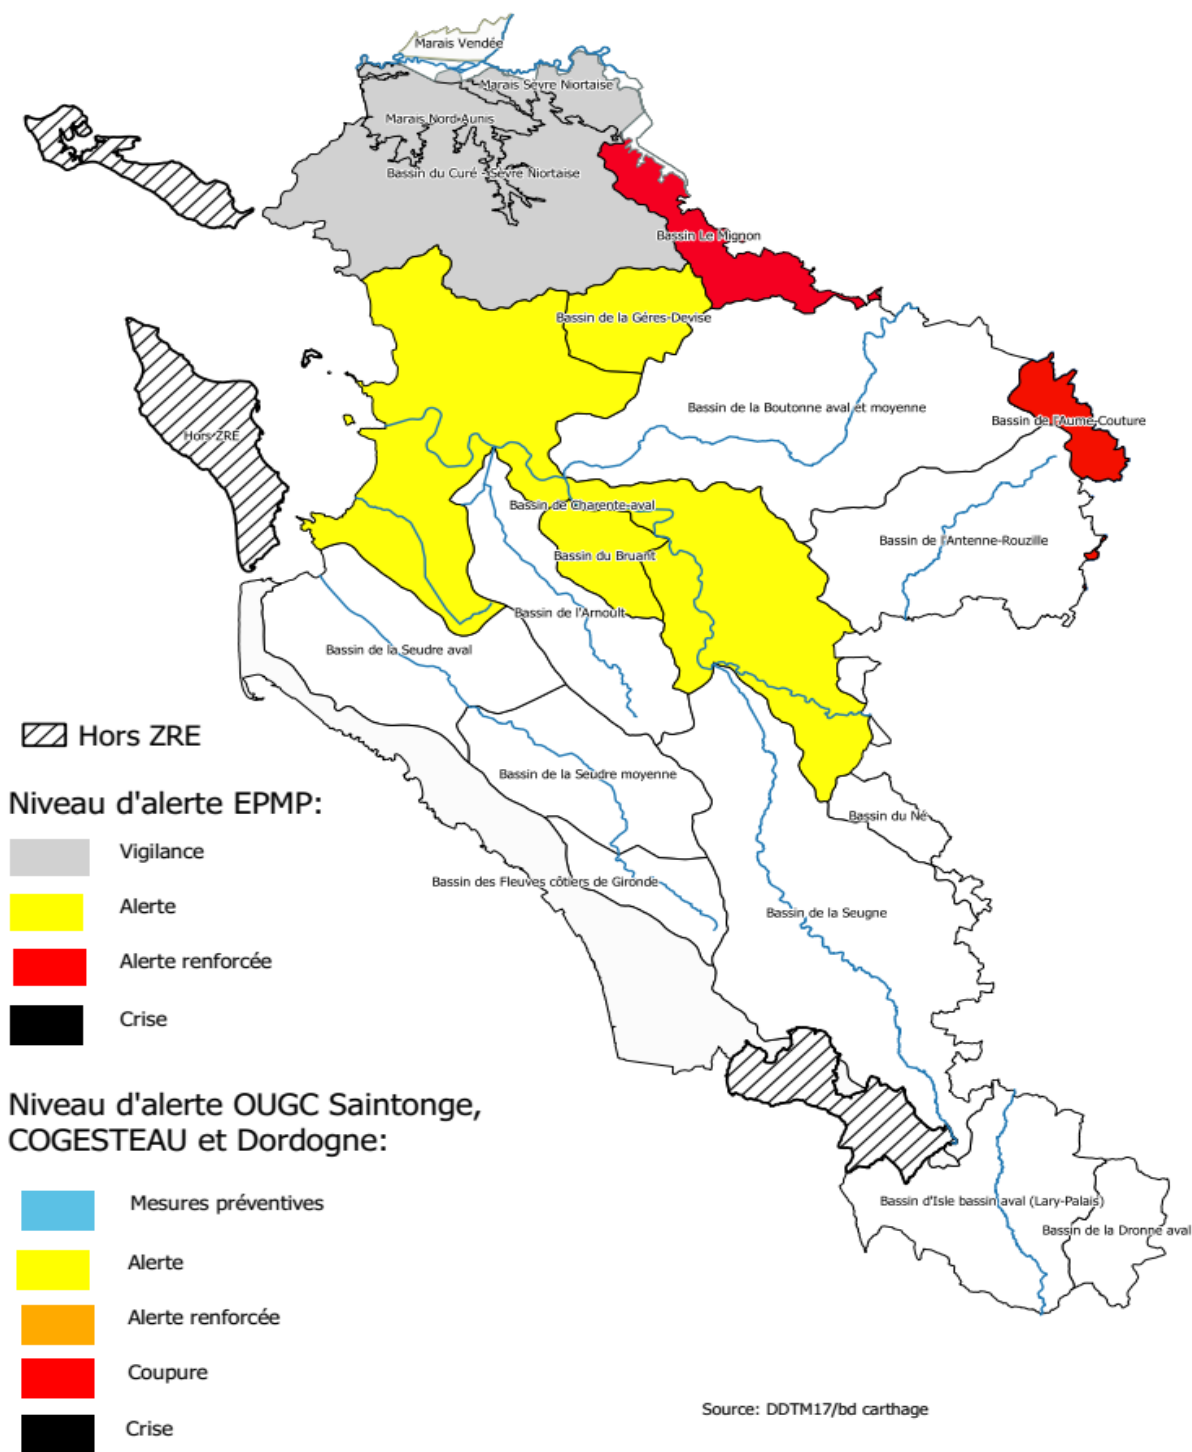 Marais Vendée
Marais Sèvre Niortaise
Marais Nord Aunis
Bassin du Curé - Sèvre Niortaise
Bassin Le Mignon
Bassin de la Gères-Devise
Bassin de la Boutonne aval et moyenne
Bassin de l'Aume-Couture
Hors ZRE
Bassin de Charente-aval
Bassin de l'Antenne-Rouzille
Bassin du Bruant
Bassin de l'Arnoult
Bassin de la Seudre aval
Hors ZRE
Bassin de la Seudre moyenne
Niveau d'alerte EPMP:
Bassin du Né
Vigilance
Bassin des Fleuves côtiers de Gironde
Alerte
Bassin de la Seugne
Alerte renforcée
Crise
Niveau d'alerte OUGC Saintonge,
COGESTEAU et Dordogne:
Mesures préventives
Bassin d'Isle bassin aval (Lary-Palais)
Bassin de la Dronne aval
Alerte
Alerte renforcée
Coupure
Source: DDTM17/bd carthage
Crise